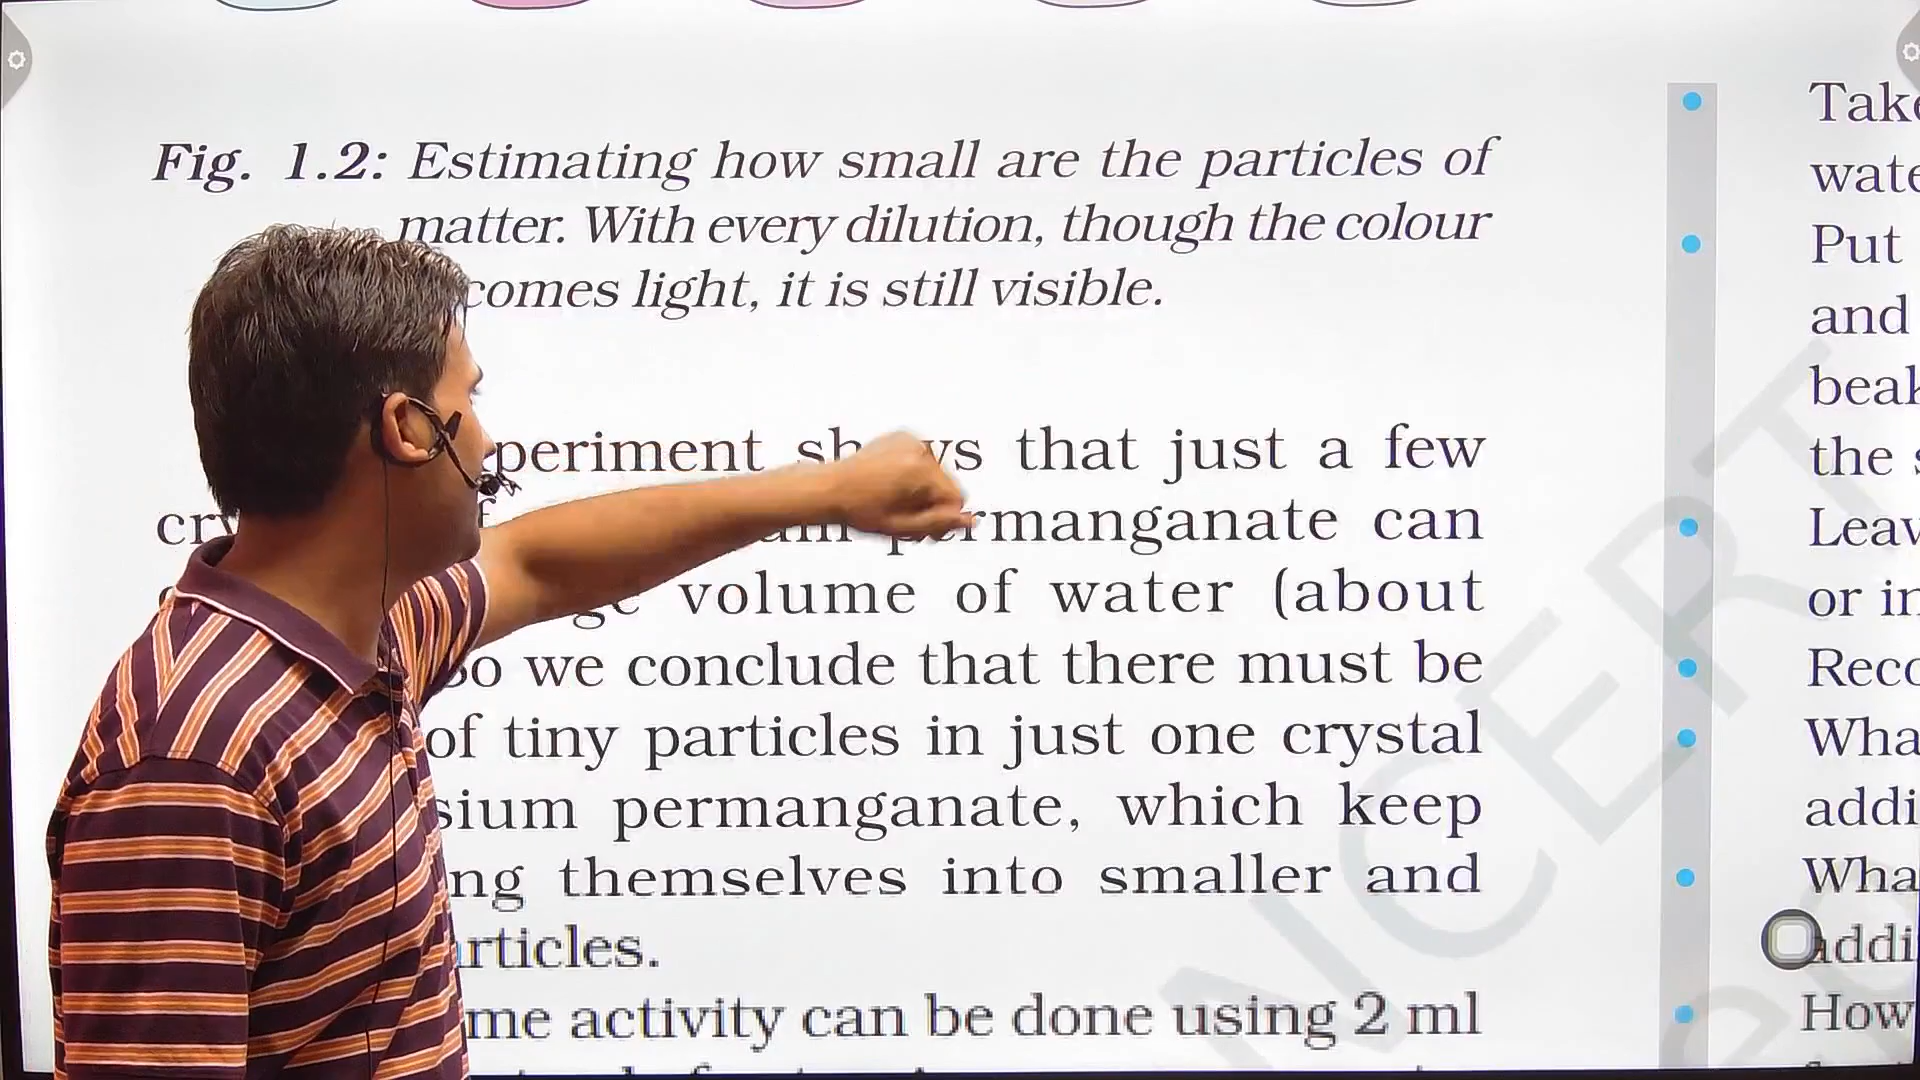 Fig. 1.2: Estimating how small are the particles of
matter. With every dilution, though the colour
comes light, it is still visible.
periment that just a few
permanganate can
volume of water (about
So we conclude that there must be
of tiny particles in just one crystal
sium permanganate, which keep
ng themselves into smaller and
rticles.
me activity can be done using 2 ml
Take
wate
Put
and
beak
the s
Leav
or in
Reco
Wha
addi
Wha
addi
How
NCERT